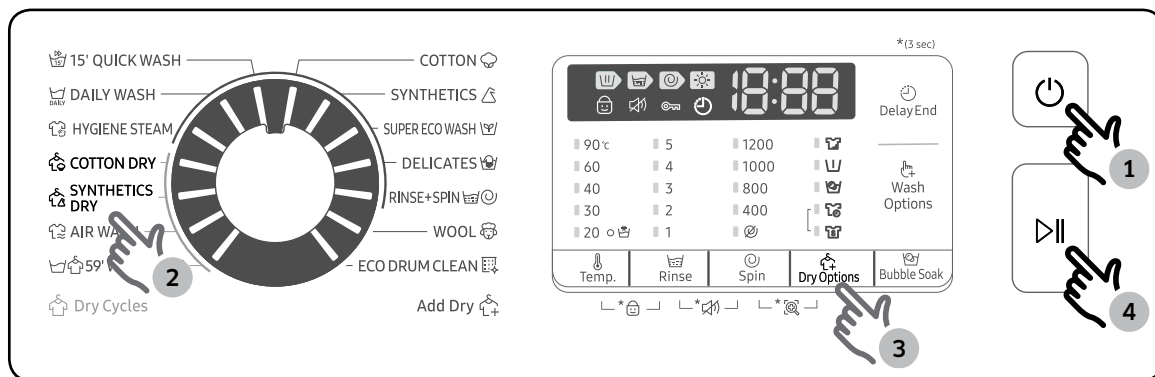 15' QUICK WASH
DAILY WASH
DAILY
HYGIENE STEAM
COTTON DRY
SYNTHETICS
DRY
2
Dry Cycles
COTTON
SYNTHETICS
SUPER ECO WASH
DELICATES
RINSE+SPIN
WOOL
ECO DRUM CLEAN
Add Dry
*(3 sec)
18:88
Delay End
90℃ 5 1200
60 4 1000
40 3 800
30 2 400
20 1
Wash
Options
Temp. Rinse Spin Dry Options Bubble Soak
* * *
3
1
4